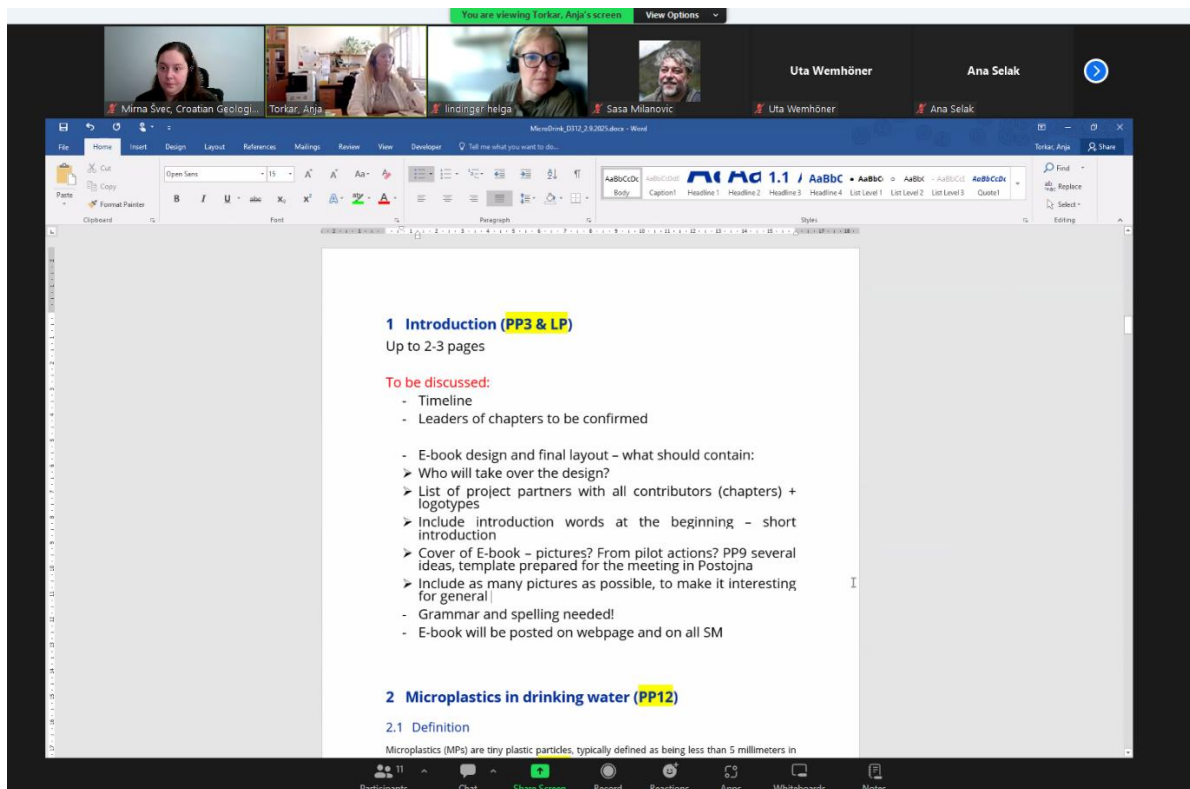 You are viewing Torkar, Anja's screen View Options
Uta Wemhöner
Ana Selak
Mirna Švec, Croatian Geologi...
Torkar, Anja
lindinger helga
Sasa Milanovic
Uta Wemhöner
Ana Selak
MicroDrink_D312_2.9.2025.docx - Word
File Home Insert Design Layout References Mailings Review View Developer Tell me what you want to do... Torkar, Anja Share
Paste
Cut
Copy
Format Painter
Clipboard
Open Sans 15
B I U abc
Font
Paragraph
AaBbCcDc AaBbCcDdE 1.1 AaBbC AaBbC AaBbC AaBbCcD AaBbCcDc
Body Caption1 Headline 1 Headline 2 Headline 3 Headline 4 List Level 1 List Level 2 List Level 3 Quote1
Styles
Find
Replace
Select
Editing
1 Introduction (PP3 & LP)
Up to 2-3 pages
To be discussed:
- Timeline
- Leaders of chapters to be confirmed
- E-book design and final layout – what should contain:
➢ Who will take over the design?
➢ List of project partners with all contributors (chapters) +
logotypes
➢ Include introduction words at the beginning – short
introduction
➢ Cover of E-book – pictures? From pilot actions? PP9 several
ideas, template prepared for the meeting in Postojna
➢ Include as many pictures as possible, to make it interesting
for general
- Grammar and spelling needed!
- E-book will be posted on webpage and on all SM
2 Microplastics in drinking water (PP12)
2.1 Definition
Microplastics (MPs) are tiny plastic particles, typically defined as being less than 5 millimeters in
11
Participants Chat Share Screen Record Reactions Apps Whiteboards Notes